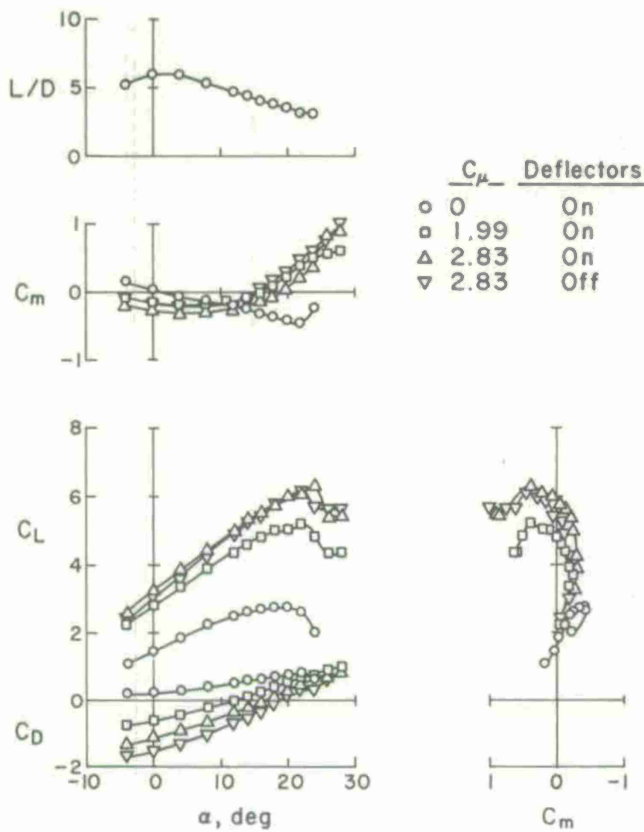 10
L/D 5
0
Cμ Deflectors
○ 0 On
□ 1.99 On
△ 2.83 On
▽ 2.83 Off
1
Cm 0
-1
8
6
CL 4
2
0
CD
-2
-10 0 10 20 30
α, deg
1 0 -1
Cm